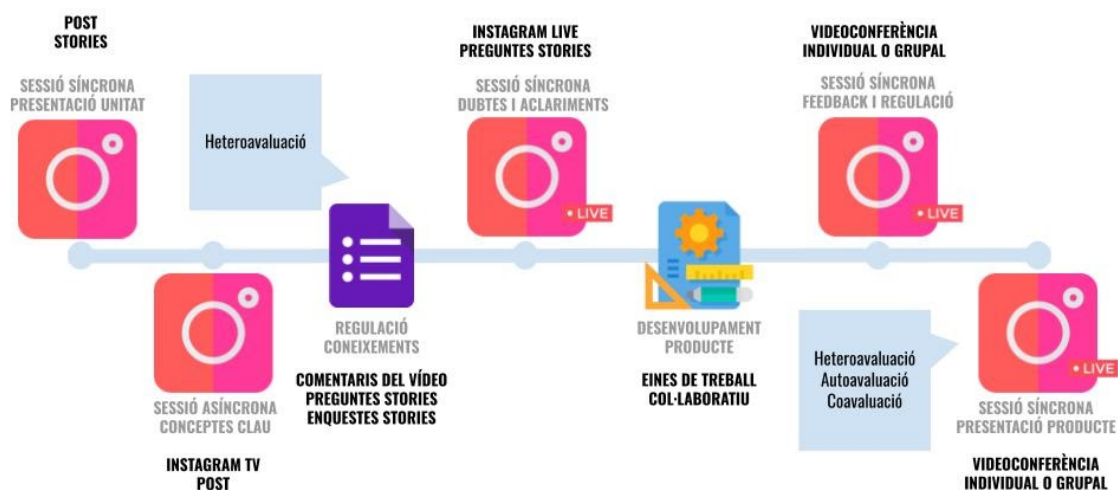 POST
STORIES
SESSIÓ SÍNCRONA
PRESENTACIÓ UNITAT
SESSIÓ ASÍNCRONA
CONCEPTES CLAU
INSTAGRAM TV
POST
Heteroavaluació
REGULACIÓ
CONEIXEMENTS
COMENTARIS DEL VÍDEO
PREGUNTES STORIES
ENQUESTES STORIES
INSTAGRAM LIVE
PREGUNTES STORIES
SESSIÓ SÍNCRONA
DUBTES I ACLARIMENTS
LIVE
DESENVOLUPAMENT
PRODUCTE
EINES DE TREBALL
COL·LABORATIU
VIDEOCONFERÈNCIA
INDIVIDUAL O GRUPAL
SESSIÓ SÍNCRONA
FEEDBACK I REGULACIÓ
LIVE
Heteroavaluació
Autoavaluació
Coavaluació
LIVE
SESSIÓ SÍNCRONA
PRESENTACIÓ PRODUCTE
VIDEOCONFERÈNCIA
INDIVIDUAL O GRUPAL